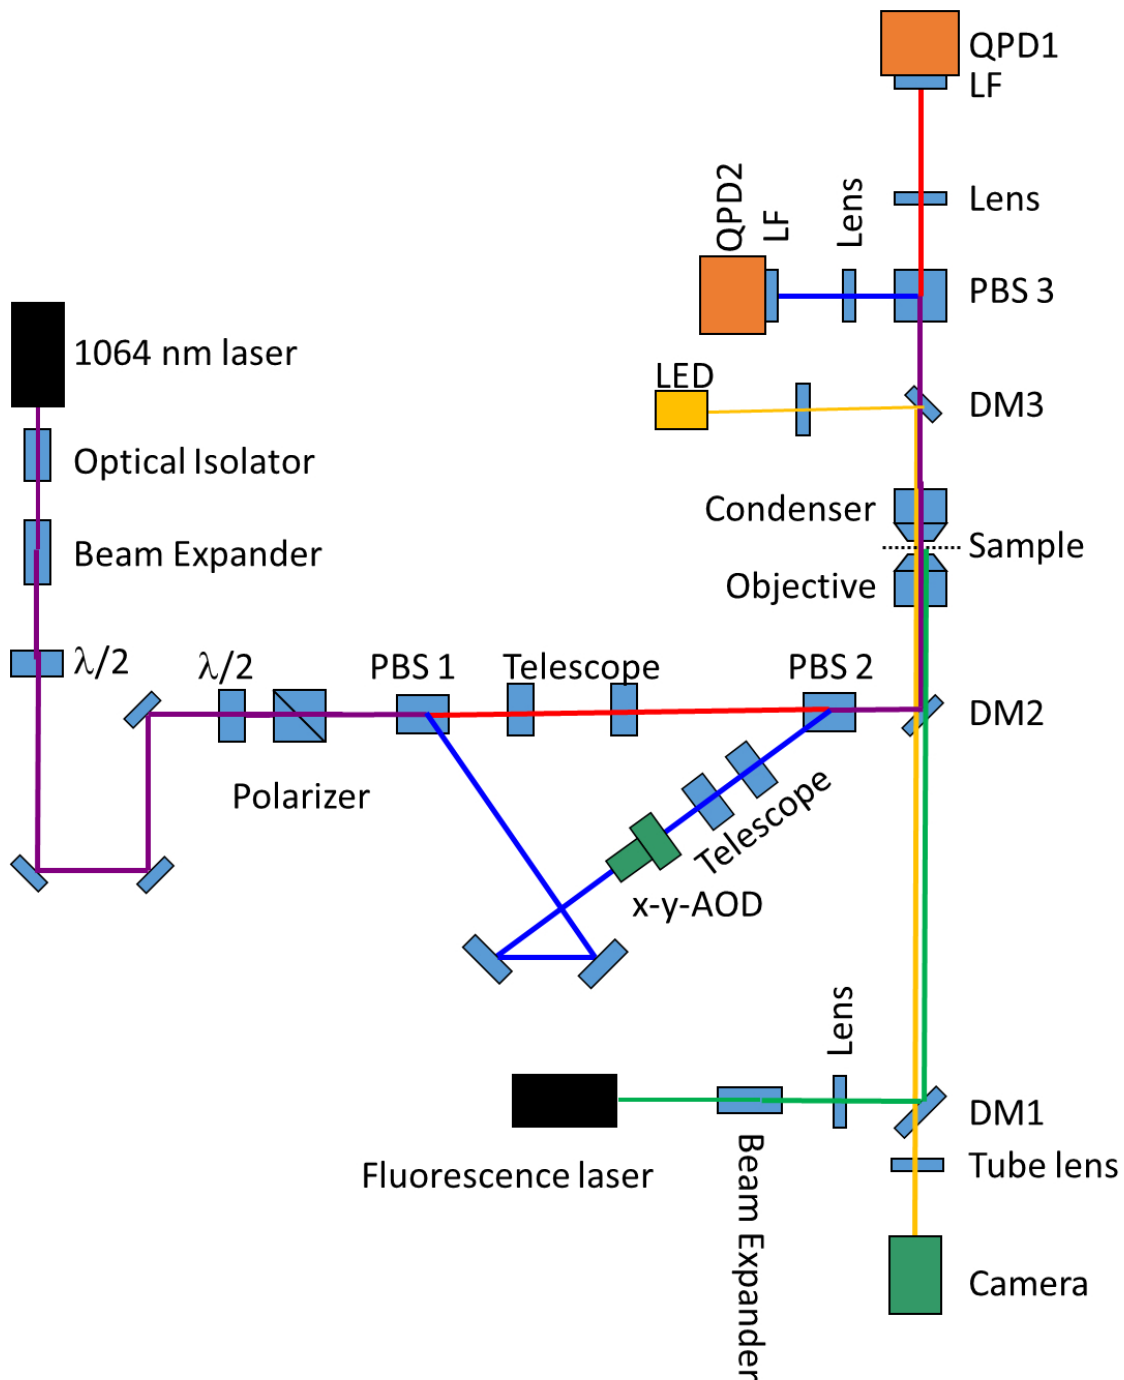 QPD1
LF
QPD2
LF
Lens
Lens
PBS 3
1064 nm laser
LED
DM3
Optical Isolator
Condenser
Beam Expander
Sample
Objective
λ/2
λ/2
PBS 1
Telescope
PBS 2
DM2
Polarizer
Telescope
x-y-AOD
Lens
DM1
Fluorescence laser
Beam Expander
Tube lens
Camera